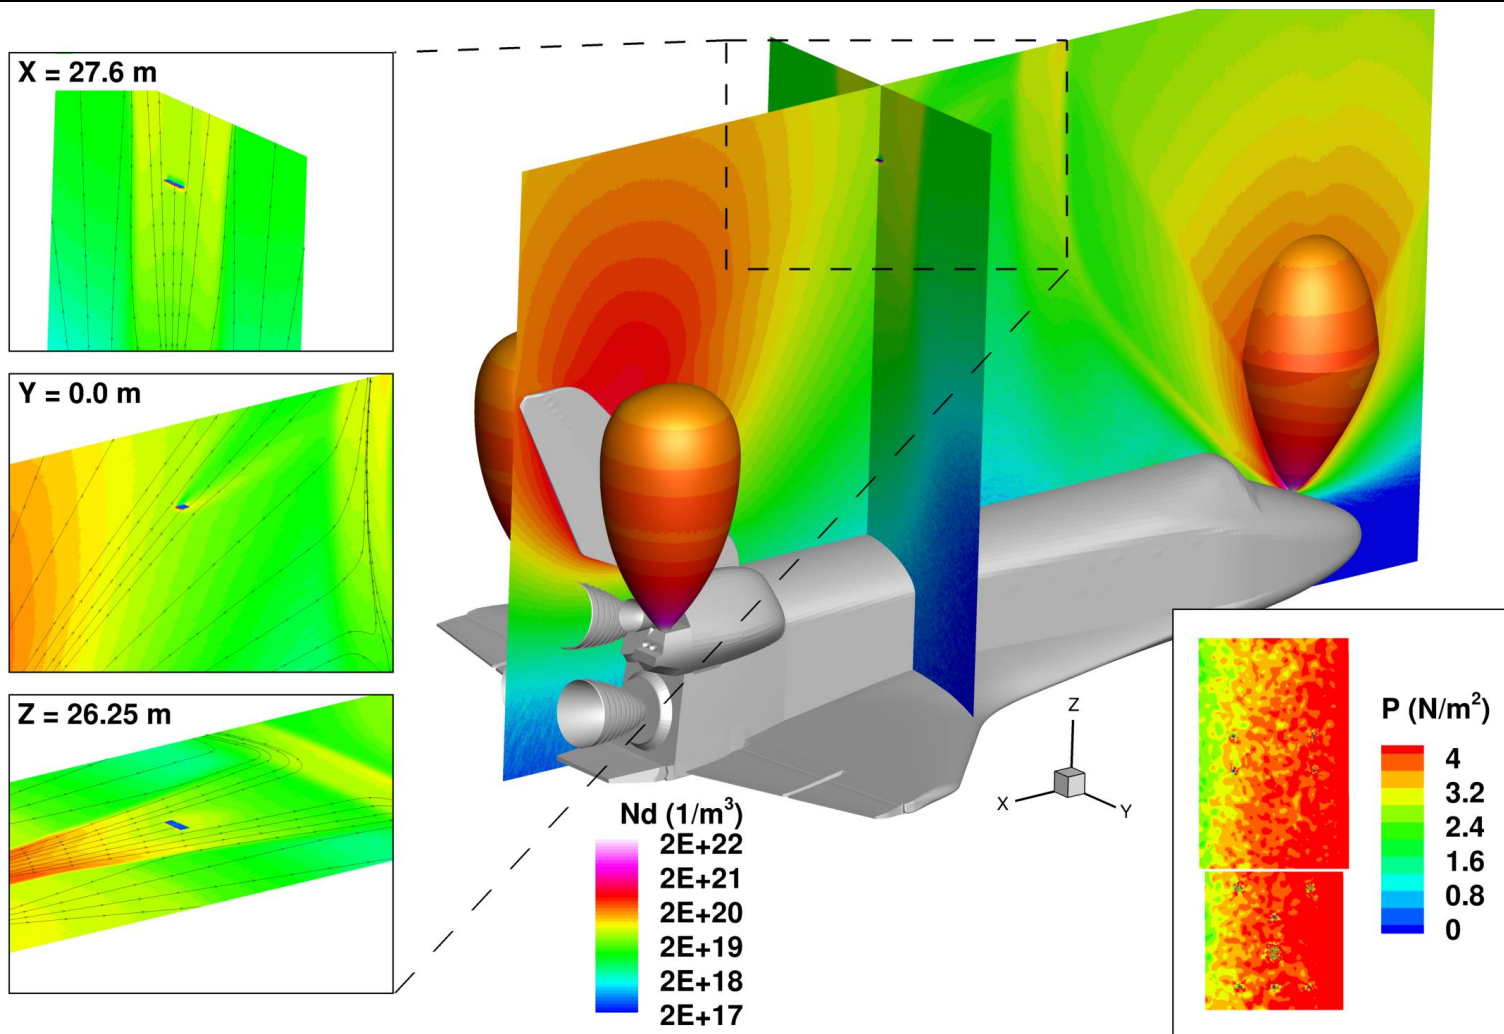 X = 27.6 m
Y = 0.0 m
Z = 26.25 m
Nd (1/m³)
2E+22
2E+21
2E+20
2E+19
2E+18
2E+17
Z
X
Y
P (N/m²)
4
3.2
2.4
1.6
0.8
0